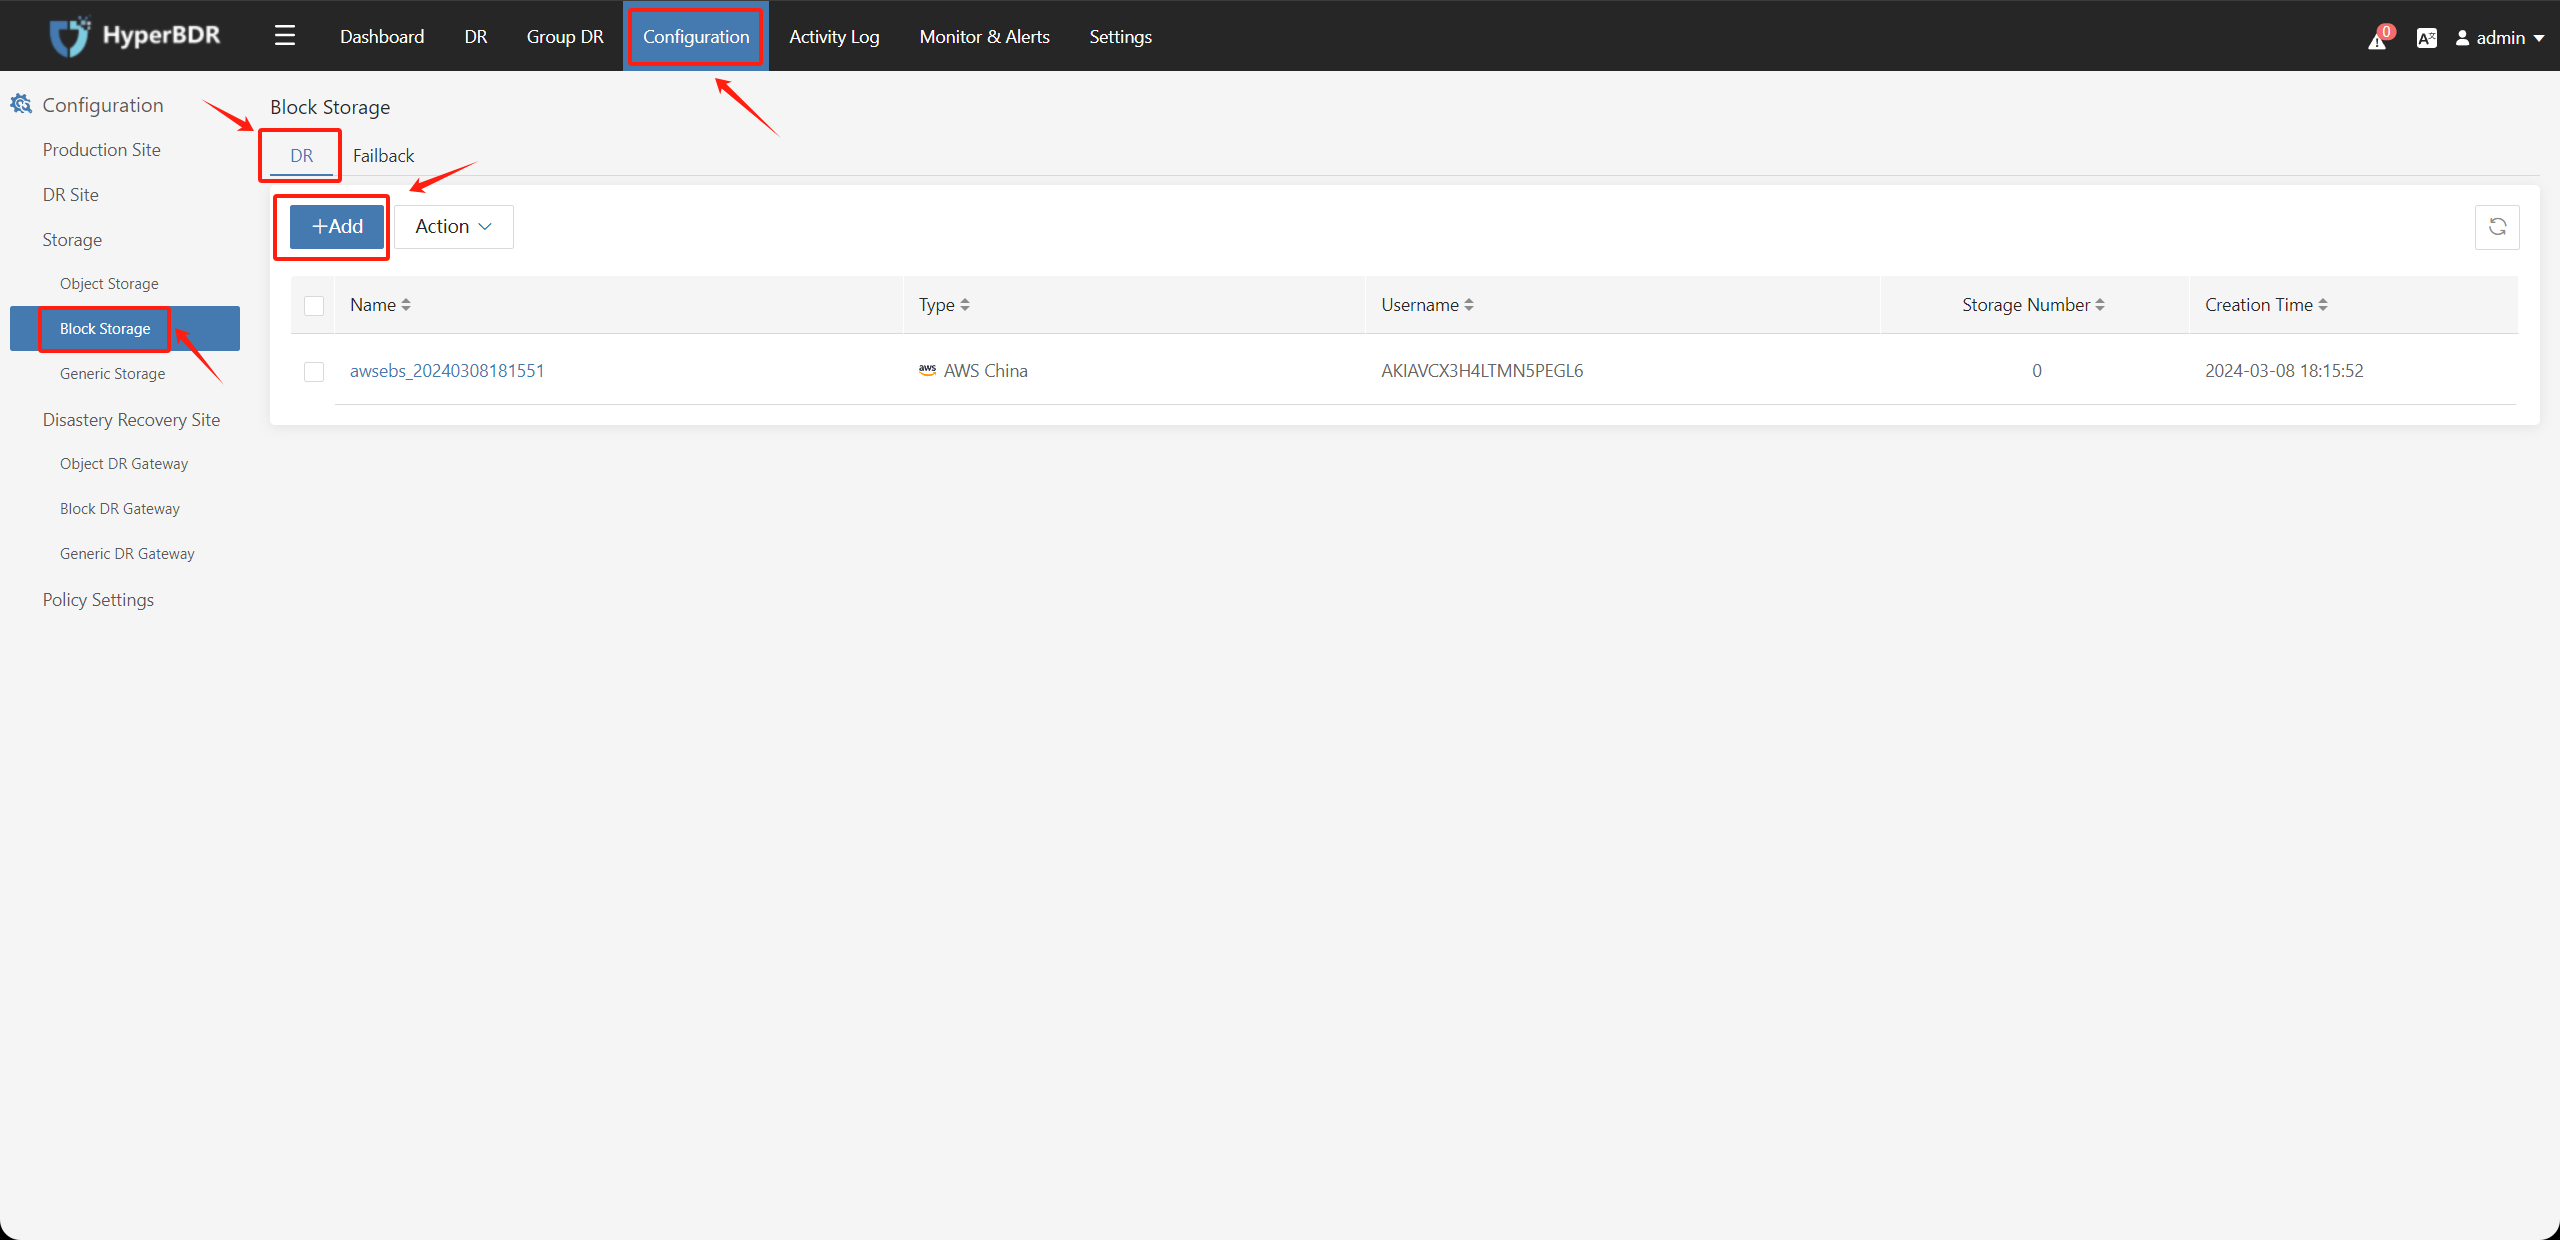 HyperBDR
Dashboard DR Group DR Configuration Activity Log Monitor & Alerts Settings
0 admin
Configuration
Production Site
DR Site
Storage
Object Storage
Block Storage
Generic Storage
Disastery Recovery Site
Object DR Gateway
Block DR Gateway
Generic DR Gateway
Policy Settings
Block Storage
DR Failback
+Add Action
Name Type Username Storage Number Creation Time
awsebs_20240308181551 aws AWS China AKIAVCX3H4LTMN5PEGL6 0 2024-03-08 18:15:52